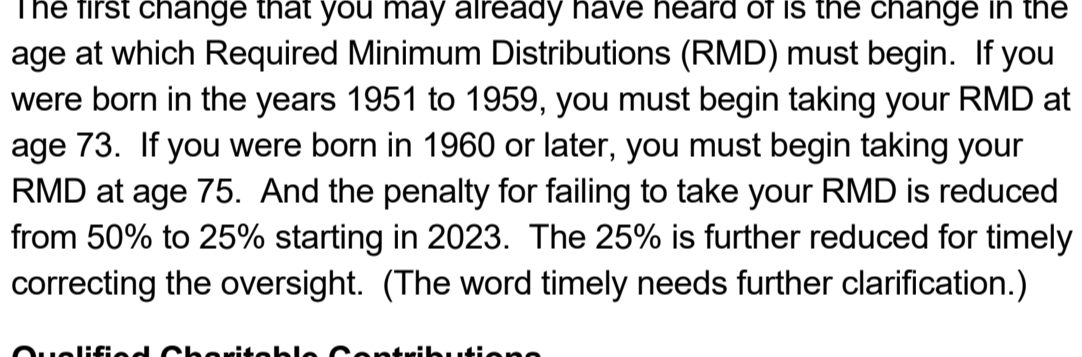 The first change that you may already have heard of is the change in the
age at which Required Minimum Distributions (RMD) must begin.  If you
were born in the years 1951 to 1959, you must begin taking your RMD at
age 73.  If you were born in 1960 or later, you must begin taking your
RMD at age 75.  And the penalty for failing to take your RMD is reduced
from 50% to 25% starting in 2023.  The 25% is further reduced for timely
correcting the oversight.  (The word timely needs further clarification.)
Qualified Charitable Contributions